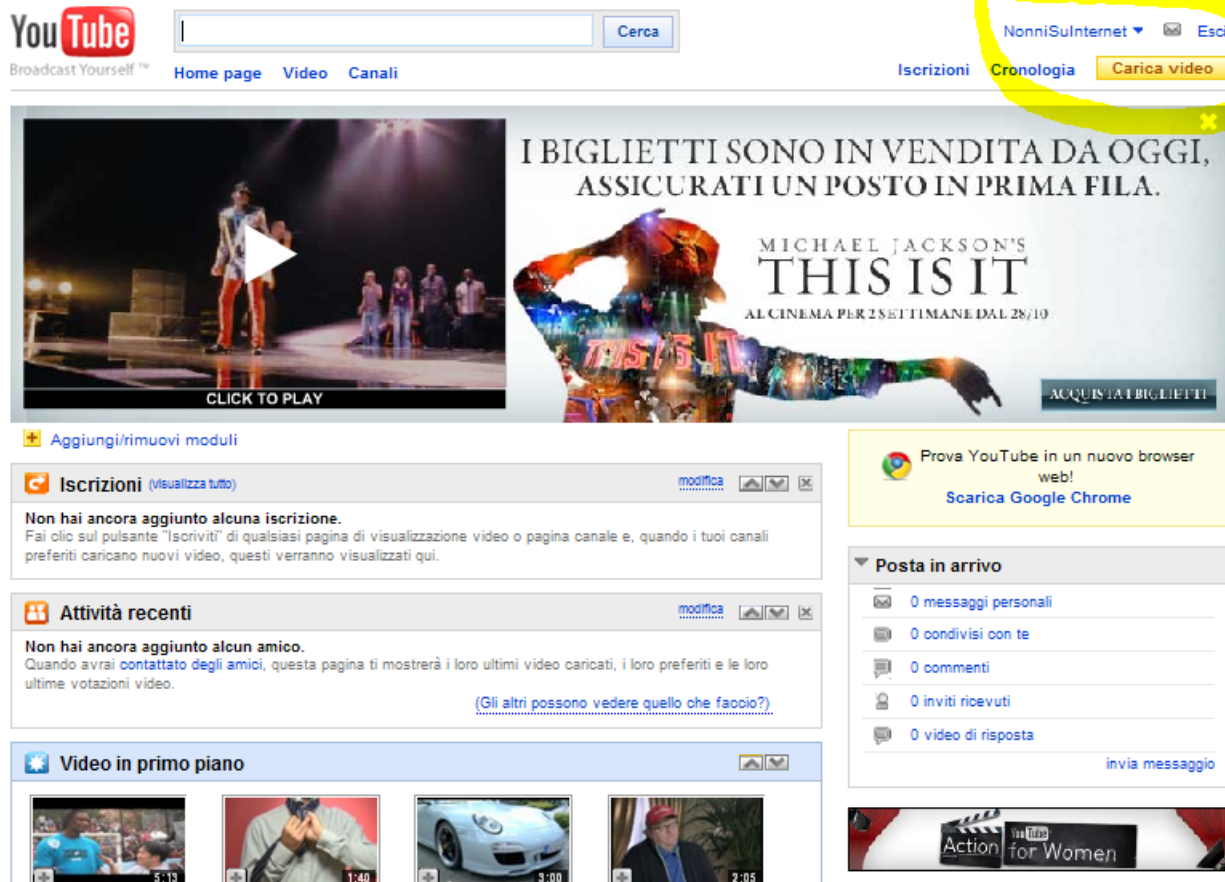 You Tube
Broadcast Yourself ™
Cerca
NonniSuInternet
Esci
Home page Video Canali
Iscrizioni Cronologia Carica video
I BIGLIETTI SONO IN VENDITA DA OGGI,
ASSICURATI UN POSTO IN PRIMA FILA.
MICHAEL JACKSON'S
THIS IS IT
AL CINEMA PER 2 SETTIMANE DAL 28/10
THIS IS IT
CLICK TO PLAY
ACQUISTA I BIGLIETTI
Aggiungi/rimuovi moduli
Iscrizioni (visualizza tutto) modifica
Non hai ancora aggiunto alcuna iscrizione.
Fai clic sul pulsante "Iscriviti" di qualsiasi pagina di visualizzazione video o pagina canale e, quando i tuoi canali
preferiti caricano nuovi video, questi verranno visualizzati qui.
Attività recenti modifica
Non hai ancora aggiunto alcun amico.
Quando avrai contattato degli amici, questa pagina ti mostrerà i loro ultimi video caricati, i loro preferiti e le loro
ultime votazioni video.
(Gli altri possono vedere quello che faccio?)
Video in primo piano
5:13
1:40
3:00
2:05
Prova YouTube in un nuovo browser
web!
Scarica Google Chrome
Posta in arrivo
0 messaggi personali
0 condivisi con te
0 commenti
0 inviti ricevuti
0 video di risposta
invia messaggio
You Tube
Action for Women